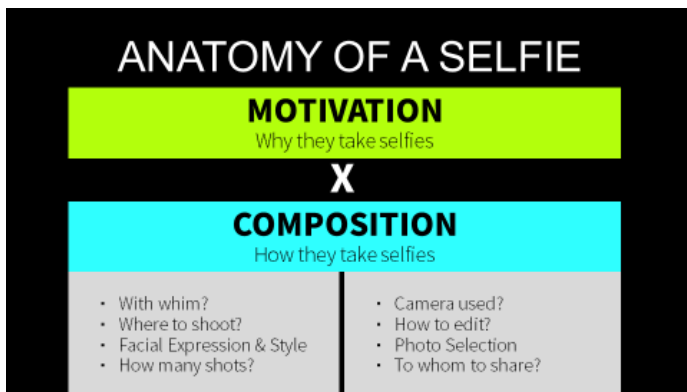 ANATOMY OF A SELFIE
MOTIVATION
Why they take selfies
X
COMPOSITION
How they take selfies
• With whim?
• Where to shoot?
• Facial Expression & Style
• How many shots?
• Camera used?
• How to edit?
• Photo Selection
• To whom to share?